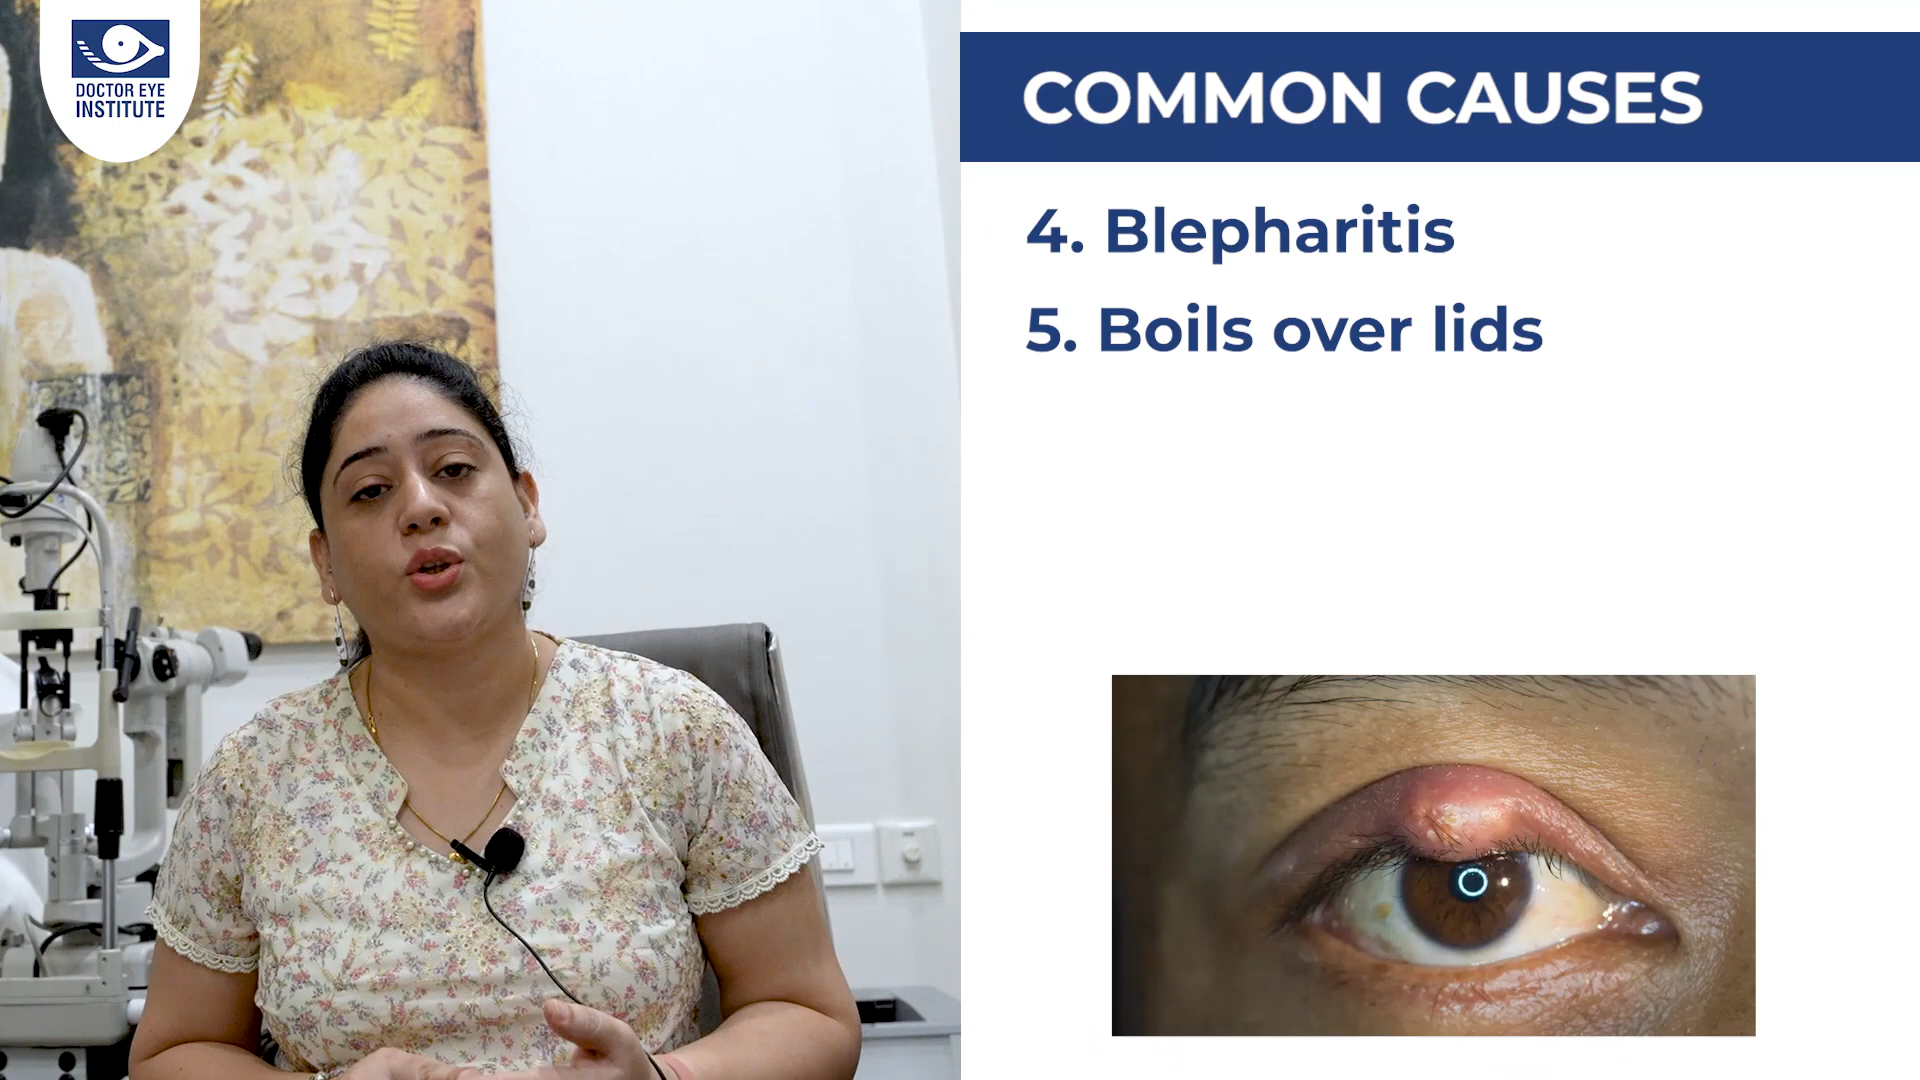 DOCTOR EYE
INSTITUTE
COMMON CAUSES
4. Blepharitis
5. Boils over lids